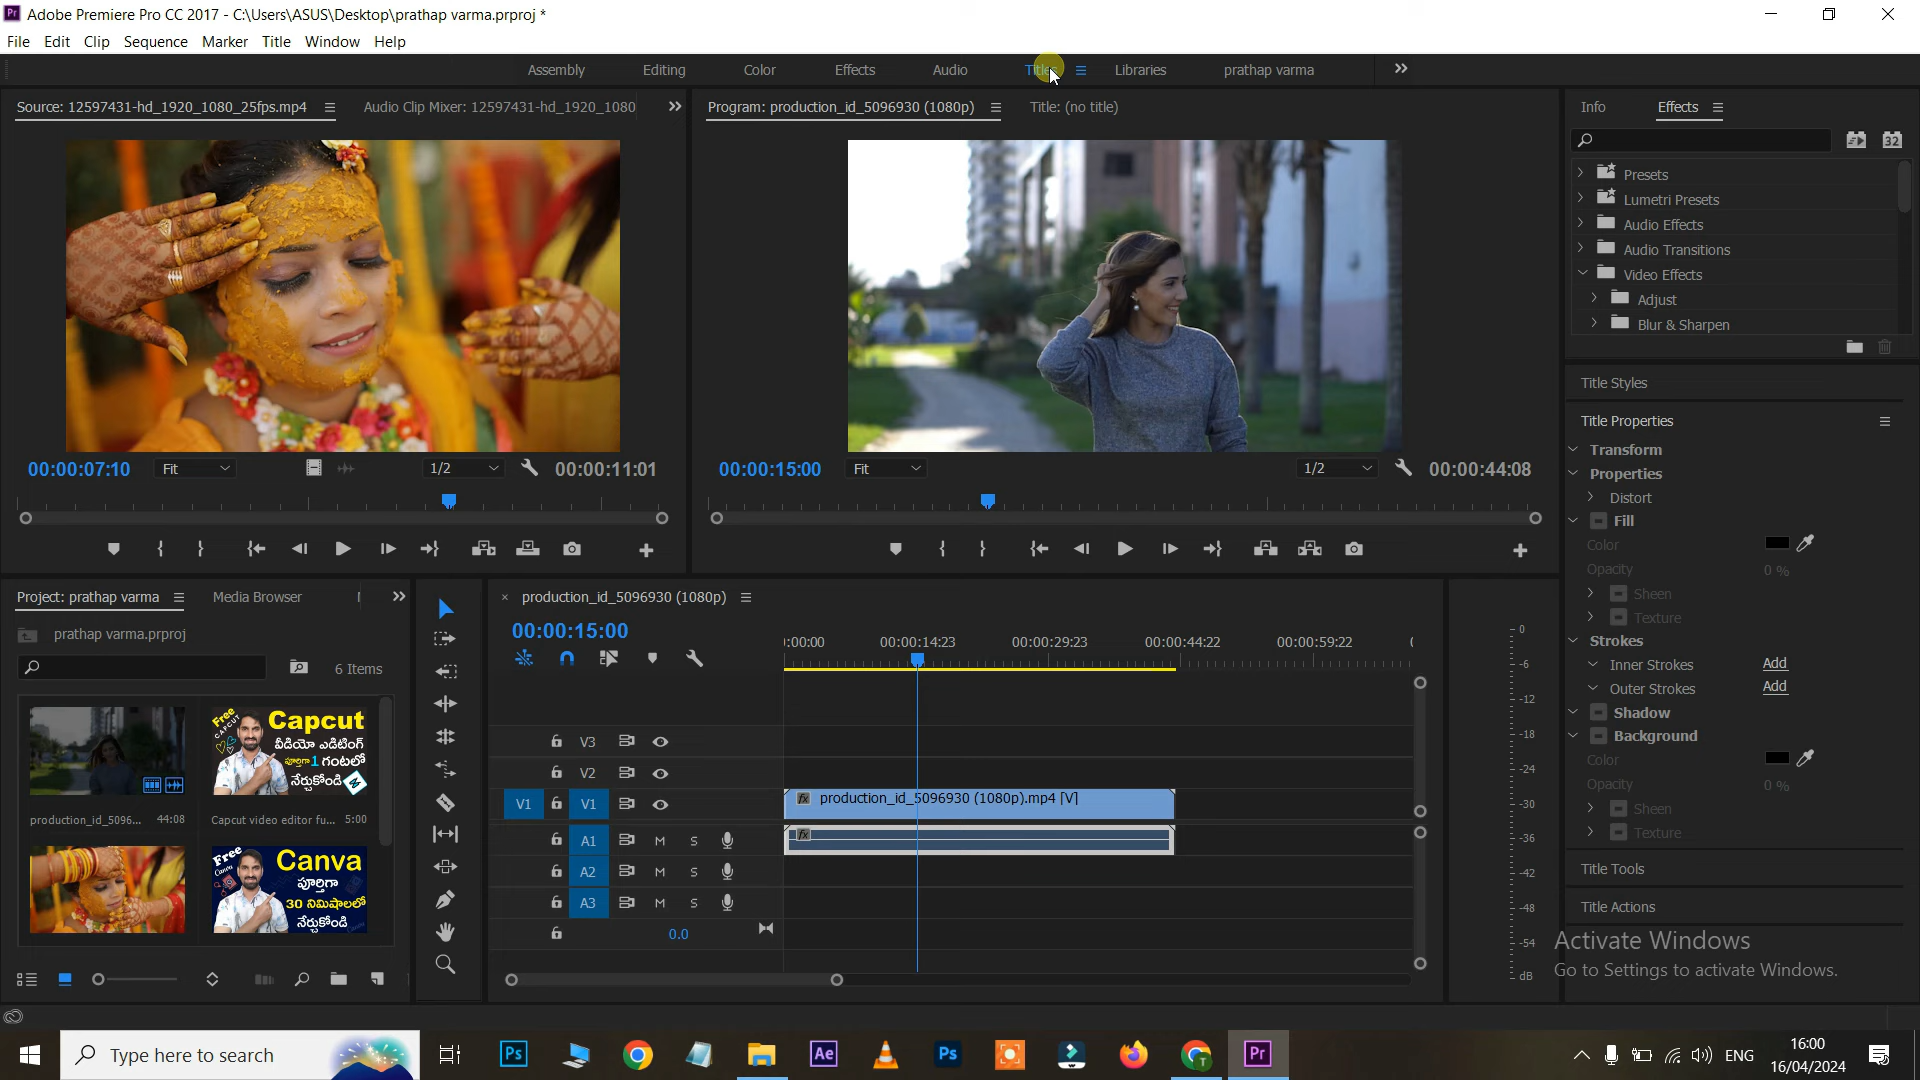 Adobe Premiere Pro CC 2017 - C:\Users\ASUS\Desktop\prathap varma.prproj *
File Edit Clip Sequence Marker Title Window Help
Assembly Editing Color Effects Audio Titles Libraries prathap varma
Source: 12597431-hd_1920_1080_25fps.mp4 Audio Clip Mixer: 12597431-hd_1920_1080
Program: production_id_5096930 (1080p) Title: (no title)
Info Effects
32
Presets
Lumetri Presets
Audio Effects
Audio Transitions
Video Effects
Adjust
Blur & Sharpen
00:00:07:10 Fit 1/2 00:00:11:01
00:00:15:00 Fit 1/2 00:00:44:08
Title Styles
Title Properties
Transform
Properties
Distort
Fill
Color
Opacity 0 %
Sheen
Texture
Strokes
Inner Strokes Add
Outer Strokes Add
Shadow
Background
Color
Opacity 0 %
Sheen
Texture
Title Tools
Title Actions
Project: prathap varma Media Browser
prathap varma.prproj
6 Items
Free
CAPCUT
Capcut
వీడియో ఎడిటింగ్
పూర్తిగా 1 గంటలో
నేర్చుకోండి
production_id_5096... 44:08
Capcut video editor fu... 5:00
Free
Canva
Canva
పూర్తిగా
30 నిమిషాలలో
నేర్చుకోండి
production_id_5096930 (1080p)
00:00:15:00
:00:00 00:00:14:23 00:00:29:23 00:00:44:22 00:00:59:22
V3
V2
V1 V1
production_id_5096930 (1080p).mp4 [V]
fx
fx
A1 M S
A2 M S
A3 M S
0.0
0
-6
-12
-18
-24
-30
-36
-42
-48
-54
dB
Activate Windows
Go to Settings to activate Windows.
Type here to search
Ps
Ae
Ps
Pr
ENG
16:00
16/04/2024